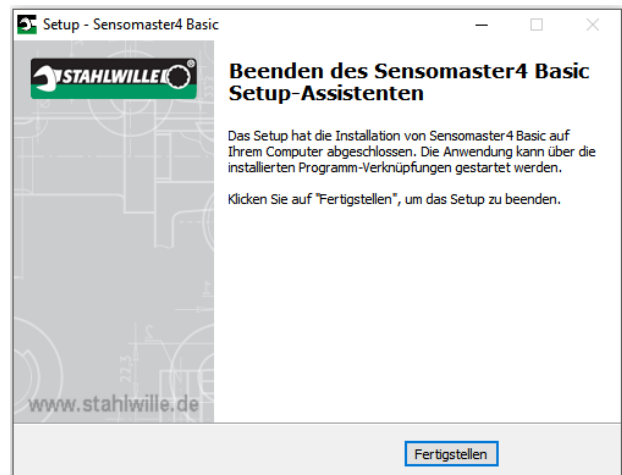 Setup - Sensomaster4 Basic
STAHLWILLE
Beenden des Sensomaster4 Basic
Setup-Assistenten
Das Setup hat die Installation von Sensomaster4 Basic auf
Ihrem Computer abgeschlossen. Die Anwendung kann über die
installierten Programm-Verknüpfungen gestartet werden.
Klicken Sie auf "Fertigstellen", um das Setup zu beenden.
22,3
www.stahlwille.de
Fertigstellen